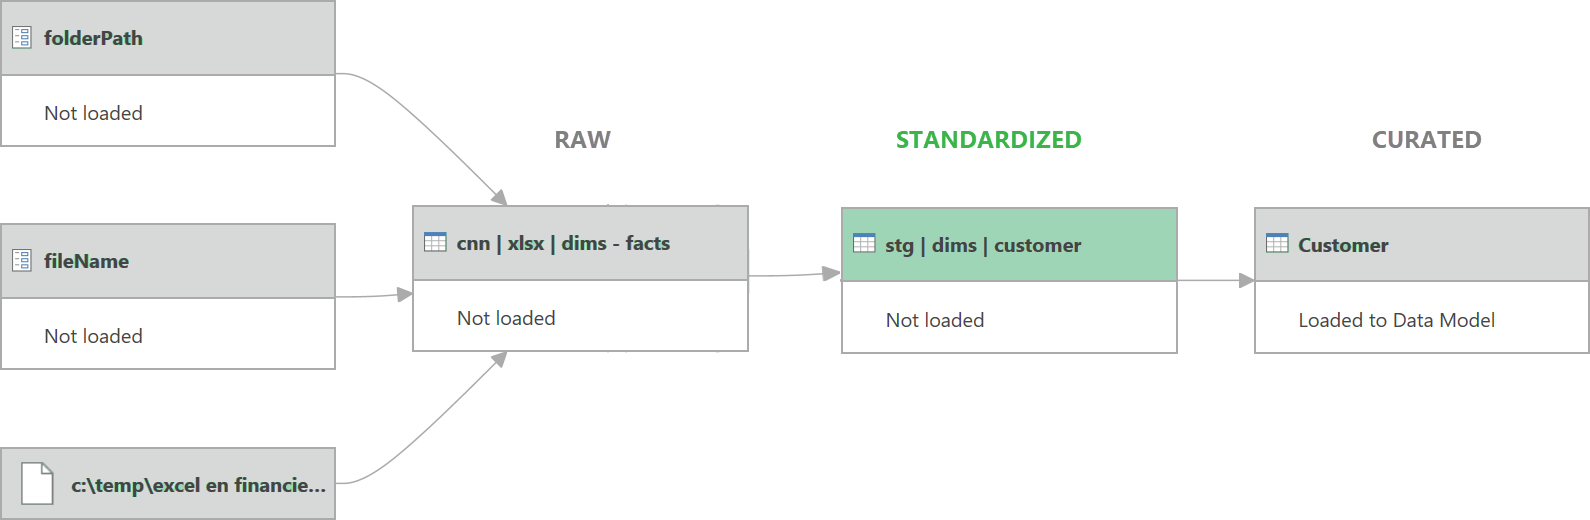 folderPath
Not loaded
RAW
STANDARDIZED
CURATED
fileName
Not loaded
cnn | xlsx | dims - facts
Not loaded
stg | dims | customer
Not loaded
Customer
Loaded to Data Model
c:\temp\excel en financie...